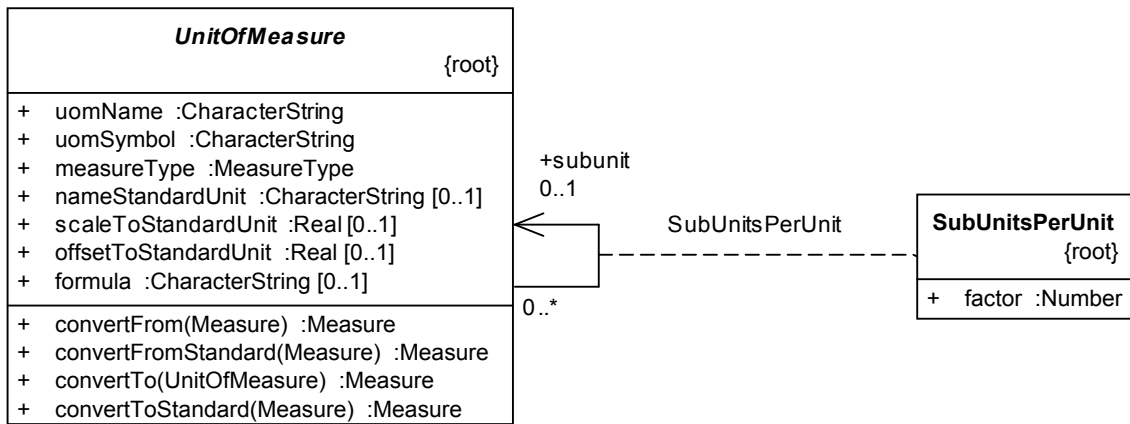 UnitOfMeasure
{root}
+ uomName :CharacterString
+ uomSymbol :CharacterString
+ measureType :MeasureType
+ nameStandardUnit :CharacterString [0..1]
+ scaleToStandardUnit :Real [0..1]
+ offsetToStandardUnit :Real [0..1]
+ formula :CharacterString [0..1]
+ convertFrom(Measure) :Measure
+ convertFromStandard(Measure) :Measure
+ convertTo(UnitOfMeasure) :Measure
+ convertToStandard(Measure) :Measure
+subunit
0..1
0..*
SubUnitsPerUnit
SubUnitsPerUnit
{root}
+ factor :Number